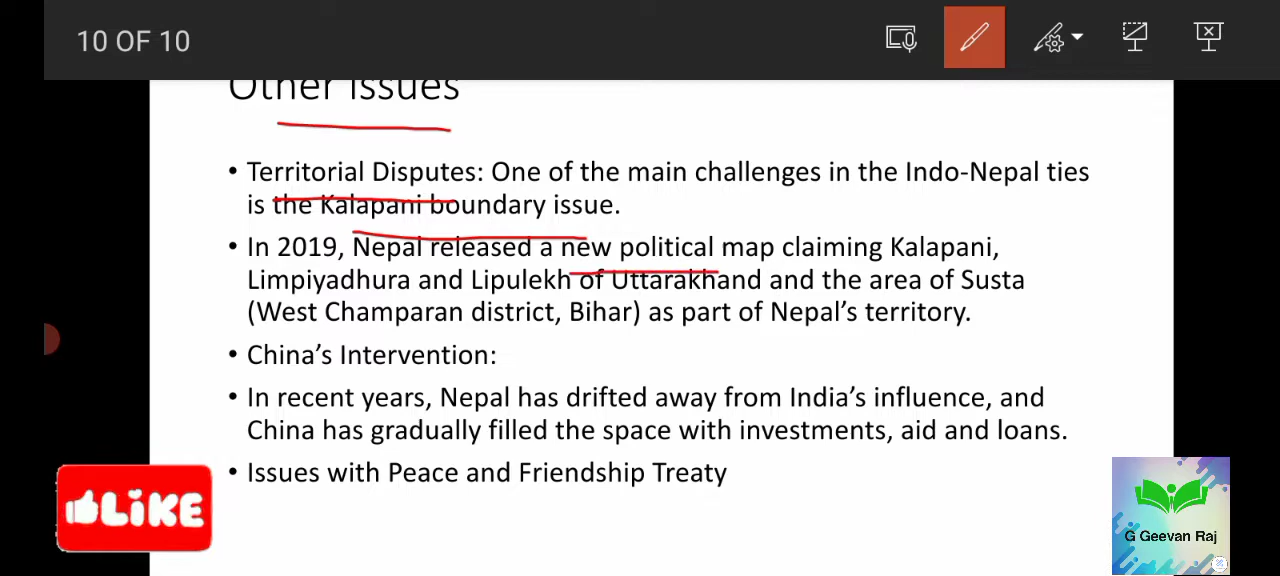 10 OF 10
Other Issues
• Territorial Disputes: One of the main challenges in the Indo-Nepal ties
is the Kalapani boundary issue.
• In 2019, Nepal released a new political map claiming Kalapani,
Limpiyadhura and Lipulekh of Uttarakhand and the area of Susta
(West Champaran district, Bihar) as part of Nepal’s territory.
• China’s Intervention:
• In recent years, Nepal has drifted away from India’s influence, and
China has gradually filled the space with investments, aid and loans.
• Issues with Peace and Friendship Treaty
LiKE
G Geevan Raj